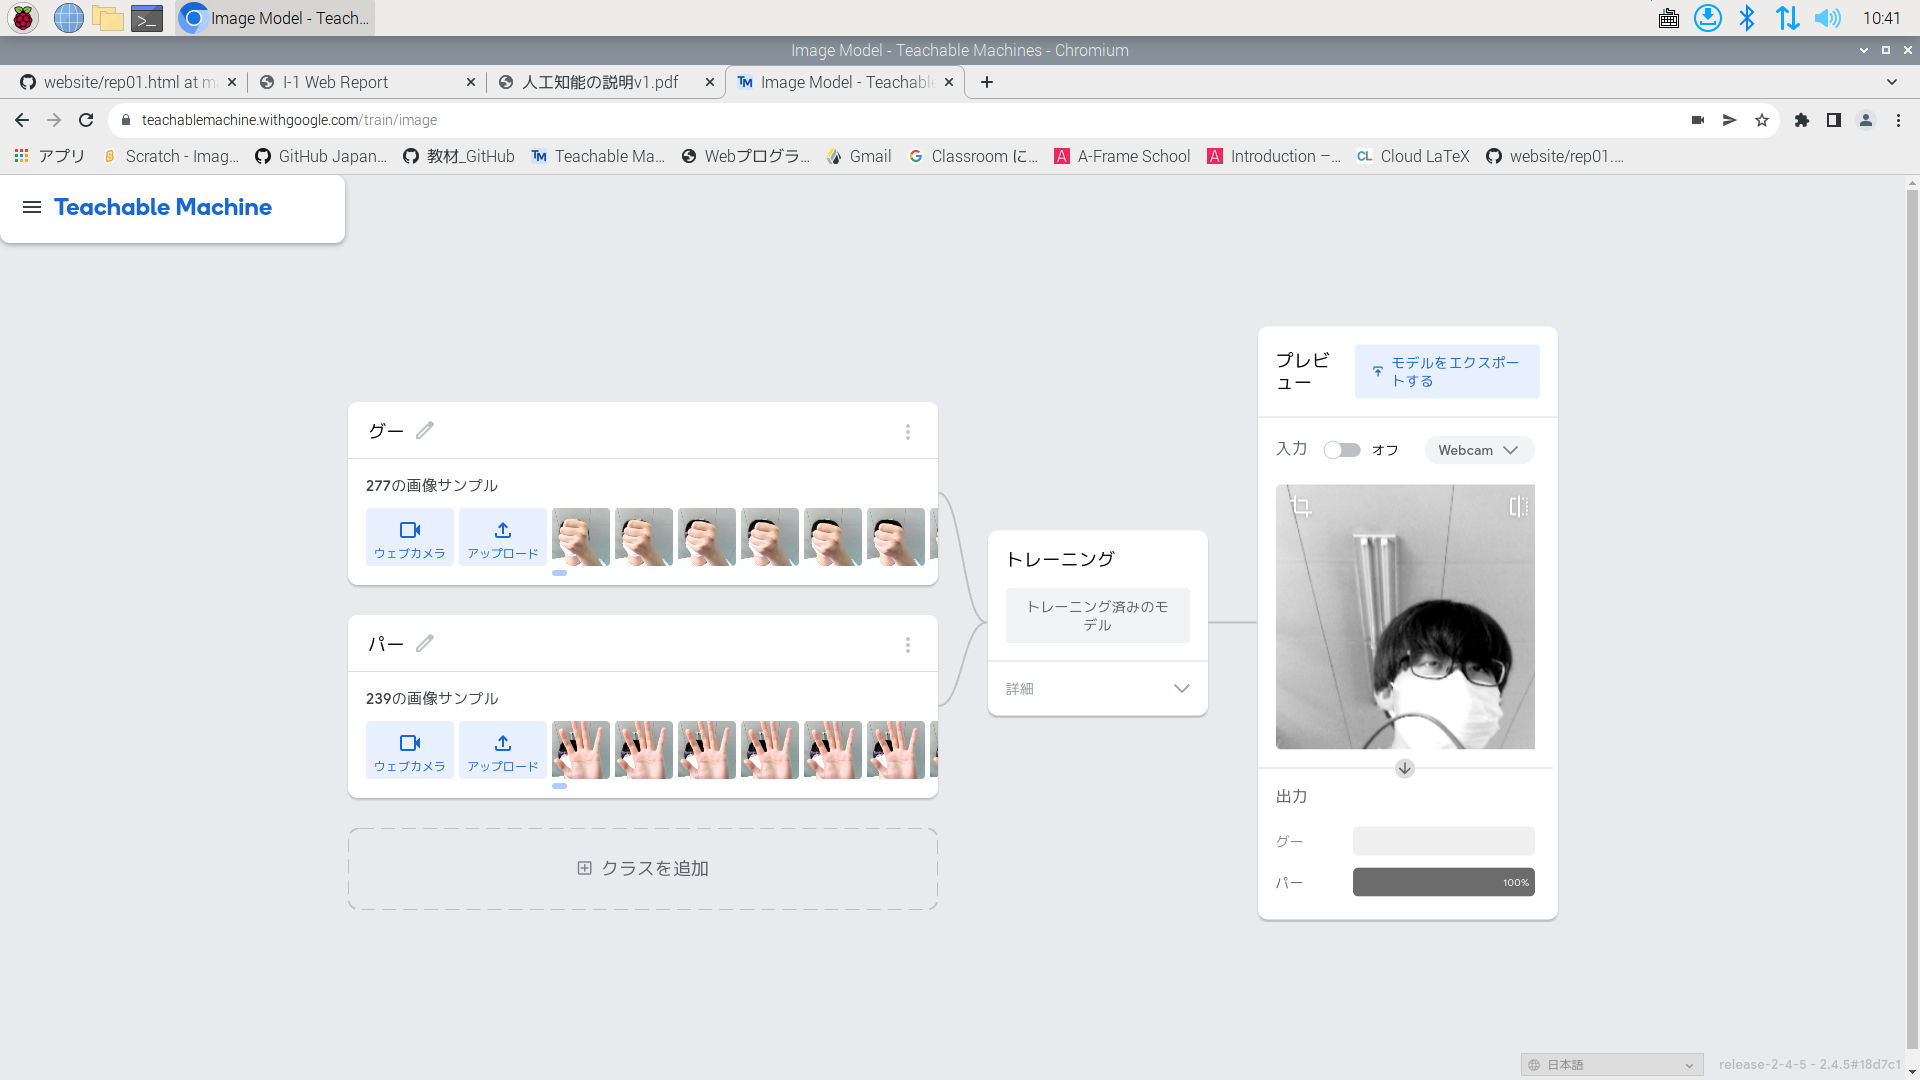 Image Model - Teach...
10:41
Image Model - Teachable Machines - Chromium
website/rep01.html at m
I-1 Web Report
人工知能の説明v1.pdf
Image Model - Teachable
teachablemachine.withgoogle.com/train/image
アプリ
Scratch - Imag...
GitHub Japan...
教材_GitHub
Teachable Ma...
Webプログラ...
Gmail
Classroom に...
A-Frame School
Introduction –...
Cloud LaTeX
website/rep01....
Teachable Machine
グー
277の画像サンプル
ウェブカメラ
アップロード
パー
239の画像サンプル
ウェブカメラ
アップロード
クラスを追加
トレーニング
トレーニング済みのモ
デル
詳細
プレビ
ュー
モデルをエクスポー
トする
入力
オフ
Webcam
出力
グー
パー
100%
日本語
release-2-4-5 - 2.4.5#18d7c1